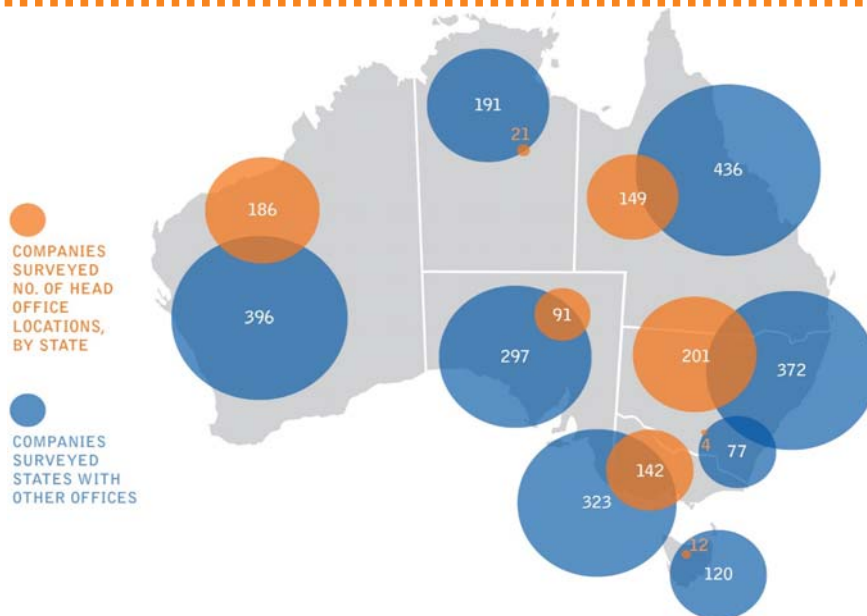 191
21
436
149
186
396
91
297
201
372
4
77
142
323
12
120
COMPANIES
SURVEYED
NO. OF HEAD
OFFICE
LOCATIONS,
BY STATE
COMPANIES
SURVEYED
STATES WITH
OTHER OFFICES